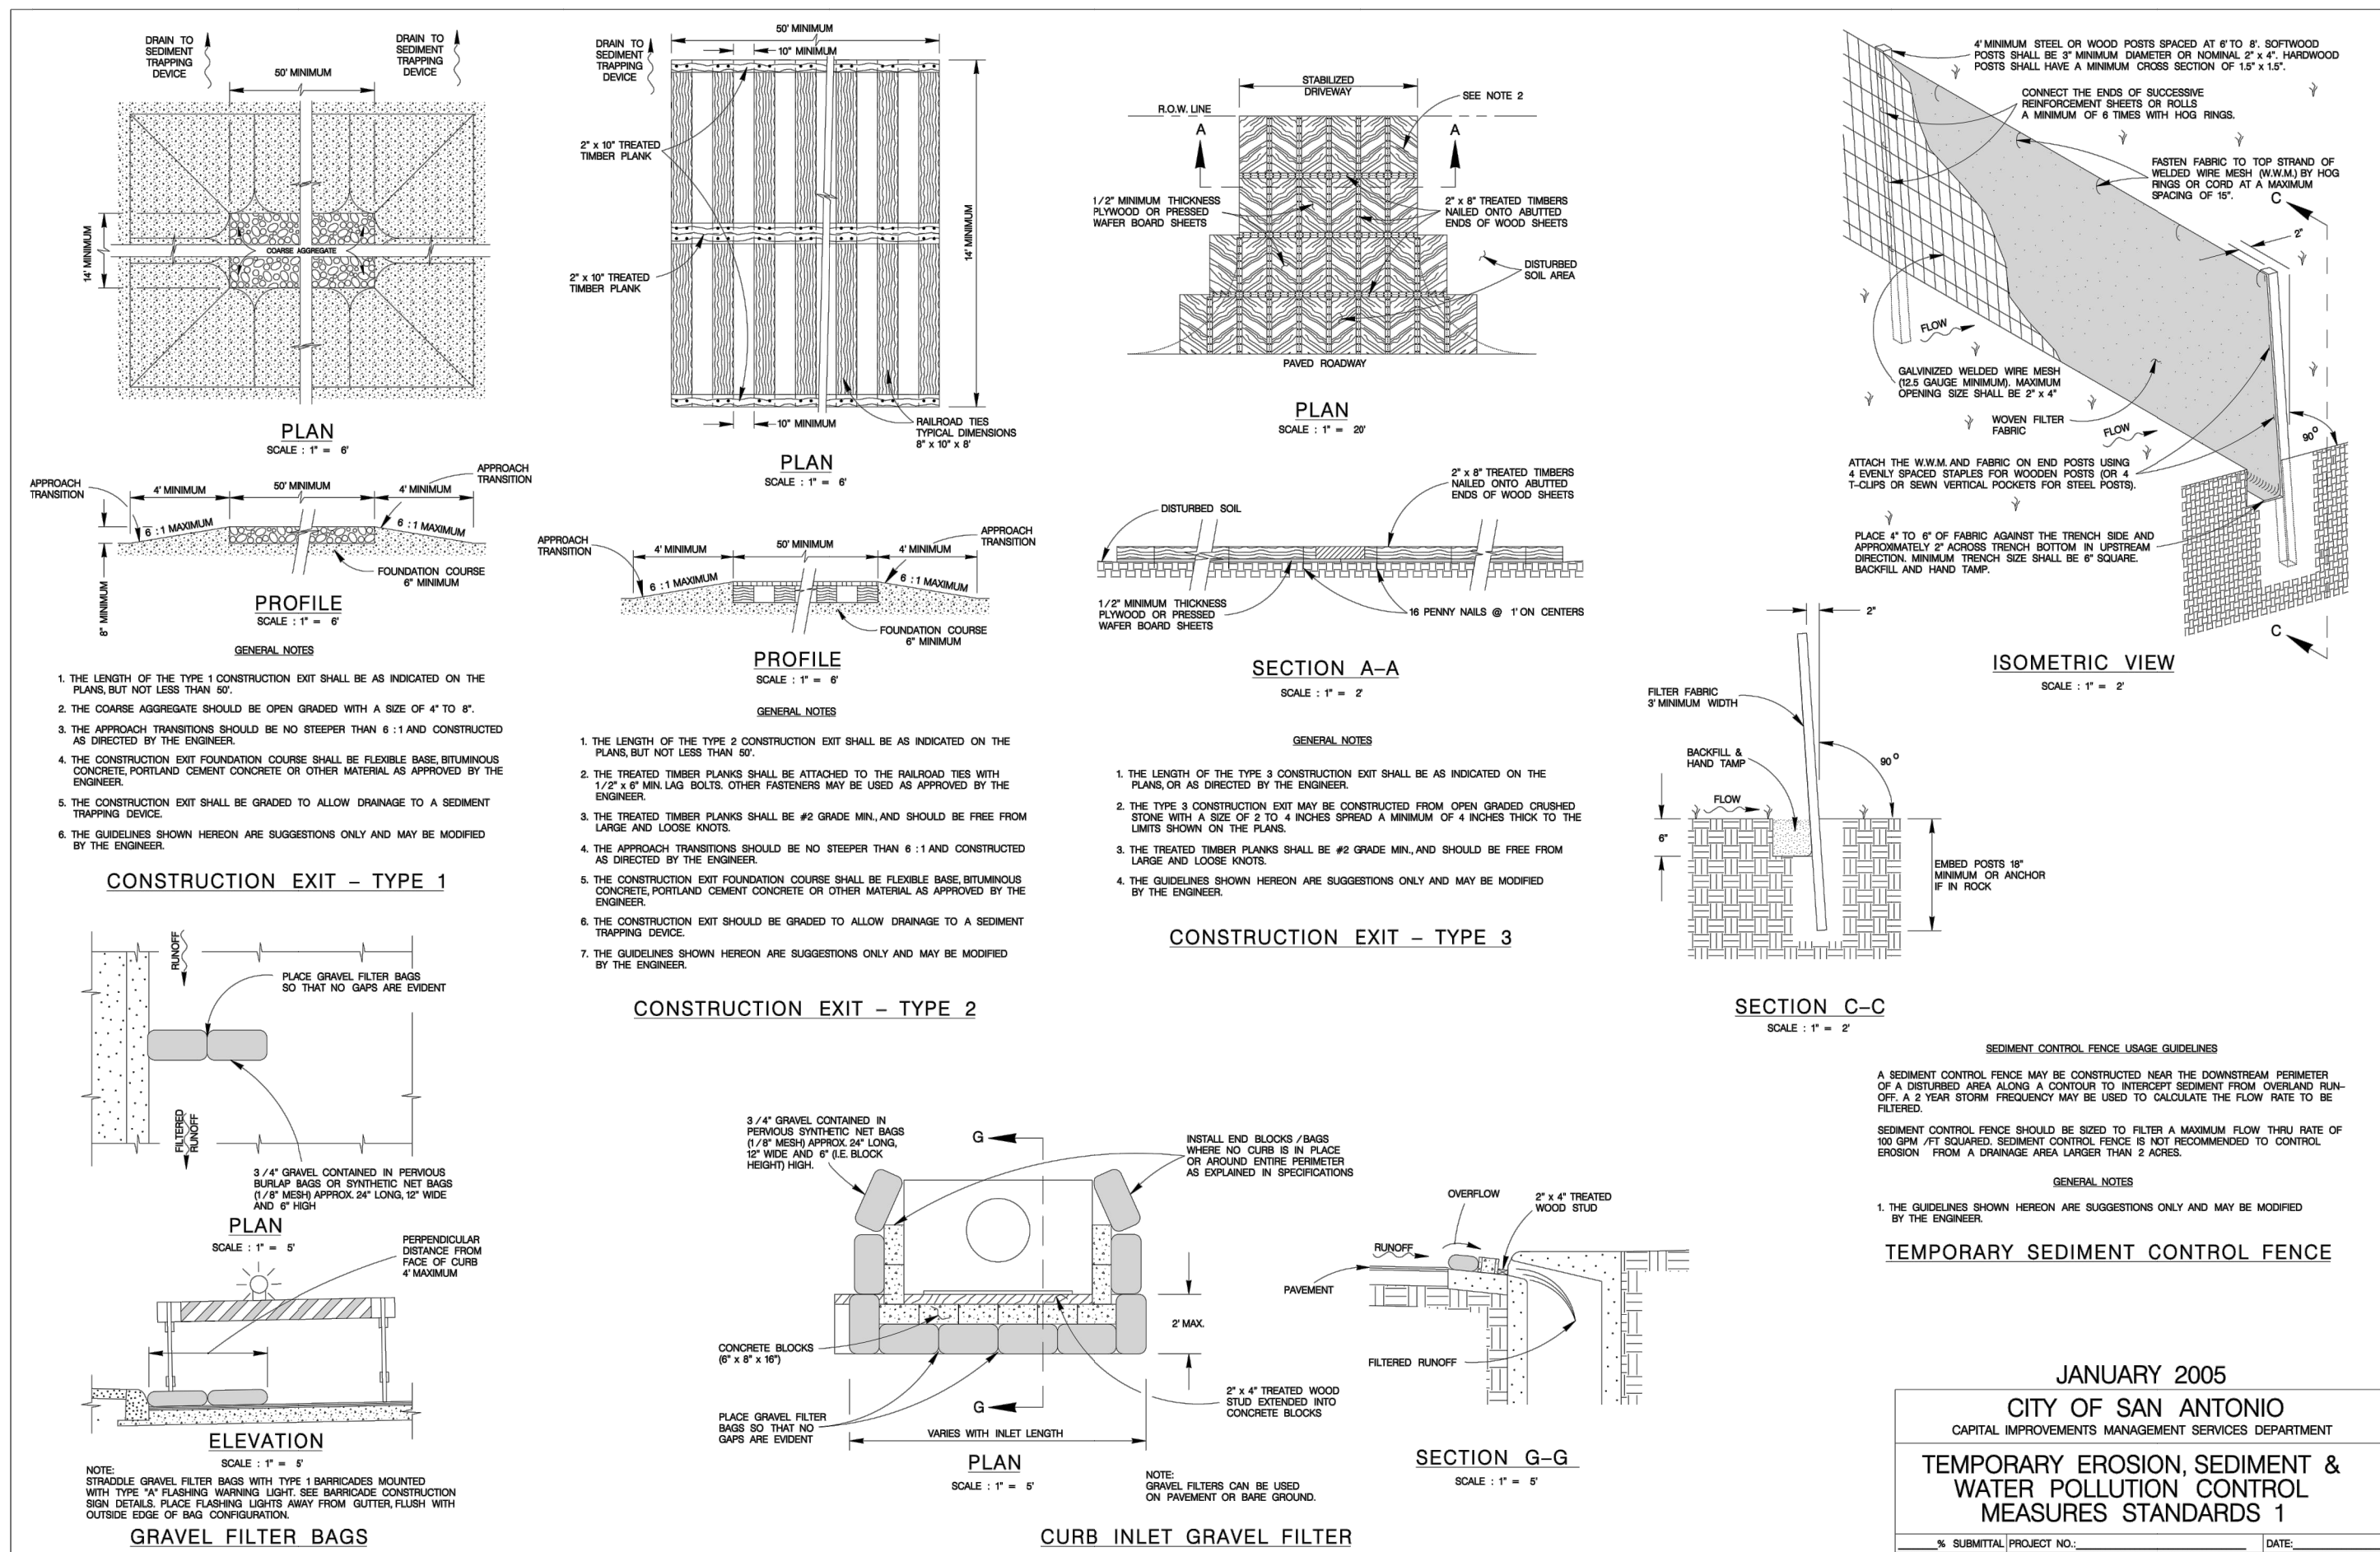 DRAIN TO
SEDIMENT
TRAPPING
DEVICE
DRAIN TO
SEDIMENT
TRAPPING
DEVICE
50' MINIMUM
14' MINIMUM
COARSE AGGREGATE
PLAN
SCALE : 1" = 6'
APPROACH
TRANSITION
4' MINIMUM
50' MINIMUM
4' MINIMUM
APPROACH
TRANSITION
6 : 1 MAXIMUM
6 : 1 MAXIMUM
8" MINIMUM
FOUNDATION COURSE
6" MINIMUM
PROFILE
SCALE : 1" = 6'
GENERAL NOTES
1. THE LENGTH OF THE TYPE 1 CONSTRUCTION EXIT SHALL BE AS INDICATED ON THE
PLANS, BUT NOT LESS THAN 50'.
2. THE COARSE AGGREGATE SHOULD BE OPEN GRADED WITH A SIZE OF 4" TO 8".
3. THE APPROACH TRANSITIONS SHOULD BE NO STEEPER THAN 6 : 1 AND CONSTRUCTED
AS DIRECTED BY THE ENGINEER.
4. THE CONSTRUCTION EXIT FOUNDATION COURSE SHALL BE FLEXIBLE BASE, BITUMINOUS
CONCRETE, PORTLAND CEMENT CONCRETE OR OTHER MATERIAL AS APPROVED BY THE
ENGINEER.
5. THE CONSTRUCTION EXIT SHALL BE GRADED TO ALLOW DRAINAGE TO A SEDIMENT
TRAPPING DEVICE.
6. THE GUIDELINES SHOWN HEREON ARE SUGGESTIONS ONLY AND MAY BE MODIFIED
BY THE ENGINEER.
CONSTRUCTION EXIT – TYPE 1
RUNOFF
PLACE GRAVEL FILTER BAGS
SO THAT NO GAPS ARE EVIDENT
FILTERED
RUNOFF
3 /4" GRAVEL CONTAINED IN PERVIOUS
BURLAP BAGS OR SYNTHETIC NET BAGS
(1 /8" MESH) APPROX. 24" LONG, 12" WIDE
AND 6" HIGH
PLAN
SCALE : 1" = 5'
PERPENDICULAR
DISTANCE FROM
FACE OF CURB
4' MAXIMUM
ELEVATION
SCALE : 1" = 5'
NOTE:
STRADDLE GRAVEL FILTER BAGS WITH TYPE 1 BARRICADES MOUNTED
WITH TYPE "A" FLASHING WARNING LIGHT. SEE BARRICADE CONSTRUCTION
SIGN DETAILS. PLACE FLASHING LIGHTS AWAY FROM GUTTER, FLUSH WITH
OUTSIDE EDGE OF BAG CONFIGURATION.
GRAVEL FILTER BAGS
DRAIN TO
SEDIMENT
TRAPPING
DEVICE
50' MINIMUM
10" MINIMUM
2" x 10" TREATED
TIMBER PLANK
14' MINIMUM
2" x 10" TREATED
TIMBER PLANK
10" MINIMUM
RAILROAD TIES
TYPICAL DIMENSIONS
8" x 10" x 8'
PLAN
SCALE : 1" = 6'
APPROACH
TRANSITION
4' MINIMUM
50' MINIMUM
4' MINIMUM
APPROACH
TRANSITION
6 : 1 MAXIMUM
6 : 1 MAXIMUM
FOUNDATION COURSE
6" MINIMUM
PROFILE
SCALE : 1" = 6'
GENERAL NOTES
1. THE LENGTH OF THE TYPE 2 CONSTRUCTION EXIT SHALL BE AS INDICATED ON THE
PLANS, BUT NOT LESS THAN 50'.
2. THE TREATED TIMBER PLANKS SHALL BE ATTACHED TO THE RAILROAD TIES WITH
1/2" x 6" MIN. LAG BOLTS. OTHER FASTENERS MAY BE USED AS APPROVED BY THE
ENGINEER.
3. THE TREATED TIMBER PLANKS SHALL BE #2 GRADE MIN., AND SHOULD BE FREE FROM
LARGE AND LOOSE KNOTS.
4. THE APPROACH TRANSITIONS SHOULD BE NO STEEPER THAN 6 : 1 AND CONSTRUCTED
AS DIRECTED BY THE ENGINEER.
5. THE CONSTRUCTION EXIT FOUNDATION COURSE SHALL BE FLEXIBLE BASE, BITUMINOUS
CONCRETE, PORTLAND CEMENT CONCRETE OR OTHER MATERIAL AS APPROVED BY THE
ENGINEER.
6. THE CONSTRUCTION EXIT SHOULD BE GRADED TO ALLOW DRAINAGE TO A SEDIMENT
TRAPPING DEVICE.
7. THE GUIDELINES SHOWN HEREON ARE SUGGESTIONS ONLY AND MAY BE MODIFIED
BY THE ENGINEER.
CONSTRUCTION EXIT – TYPE 2
STABILIZED
DRIVEWAY
SEE NOTE 2
R.O.W. LINE
A
A
1/2" MINIMUM THICKNESS
PLYWOOD OR PRESSED
WAFER BOARD SHEETS
2" x 8" TREATED TIMBERS
NAILED ONTO ABUTTED
ENDS OF WOOD SHEETS
DISTURBED
SOIL AREA
PAVED ROADWAY
PLAN
SCALE : 1" = 20'
2" x 8" TREATED TIMBERS
NAILED ONTO ABUTTED
ENDS OF WOOD SHEETS
DISTURBED SOIL
1/2" MINIMUM THICKNESS
PLYWOOD OR PRESSED
WAFER BOARD SHEETS
16 PENNY NAILS @ 1' ON CENTERS
SECTION A–A
SCALE : 1" = 2'
GENERAL NOTES
1. THE LENGTH OF THE TYPE 3 CONSTRUCTION EXIT SHALL BE AS INDICATED ON THE
PLANS, OR AS DIRECTED BY THE ENGINEER.
2. THE TYPE 3 CONSTRUCTION EXIT MAY BE CONSTRUCTED FROM OPEN GRADED CRUSHED
STONE WITH A SIZE OF 2 TO 4 INCHES SPREAD A MINIMUM OF 4 INCHES THICK TO THE
LIMITS SHOWN ON THE PLANS.
3. THE TREATED TIMBER PLANKS SHALL BE #2 GRADE MIN., AND SHOULD BE FREE FROM
LARGE AND LOOSE KNOTS.
4. THE GUIDELINES SHOWN HEREON ARE SUGGESTIONS ONLY AND MAY BE MODIFIED
BY THE ENGINEER.
CONSTRUCTION EXIT – TYPE 3
3 /4" GRAVEL CONTAINED IN
PERVIOUS SYNTHETIC NET BAGS
(1 /8" MESH) APPROX. 24" LONG,
12" WIDE AND 6" (I.E. BLOCK
HEIGHT) HIGH.
G
INSTALL END BLOCKS /BAGS
WHERE NO CURB IS IN PLACE
OR AROUND ENTIRE PERIMETER
AS EXPLAINED IN SPECIFICATIONS
2' MAX.
CONCRETE BLOCKS
(6" x 8" x 16")
2" x 4" TREATED WOOD
STUD EXTENDED INTO
CONCRETE BLOCKS
G
PLACE GRAVEL FILTER
BAGS SO THAT NO
GAPS ARE EVIDENT
VARIES WITH INLET LENGTH
PLAN
SCALE : 1" = 5'
NOTE:
GRAVEL FILTERS CAN BE USED
ON PAVEMENT OR BARE GROUND.
OVERFLOW
2" x 4" TREATED
WOOD STUD
RUNOFF
PAVEMENT
FILTERED RUNOFF
SECTION G–G
SCALE : 1" = 5'
CURB INLET GRAVEL FILTER
4' MINIMUM STEEL OR WOOD POSTS SPACED AT 6' TO 8'. SOFTWOOD
POSTS SHALL BE 3" MINIMUM DIAMETER OR NOMINAL 2" x 4". HARDWOOD
POSTS SHALL HAVE A MINIMUM CROSS SECTION OF 1.5" x 1.5".
CONNECT THE ENDS OF SUCCESSIVE
REINFORCEMENT SHEETS OR ROLLS
A MINIMUM OF 6 TIMES WITH HOG RINGS.
FASTEN FABRIC TO TOP STRAND OF
WELDED WIRE MESH (W.W.M.) BY HOG
RINGS OR CORD AT A MAXIMUM
SPACING OF 15".
C
2"
FLOW
GALVINIZED WELDED WIRE MESH
(12.5 GAUGE MINIMUM). MAXIMUM
OPENING SIZE SHALL BE 2" x 4"
WOVEN FILTER
FABRIC
FLOW
90°
ATTACH THE W.W.M. AND FABRIC ON END POSTS USING
4 EVENLY SPACED STAPLES FOR WOODEN POSTS (OR 4
T–CLIPS OR SEWN VERTICAL POCKETS FOR STEEL POSTS).
PLACE 4" TO 6" OF FABRIC AGAINST THE TRENCH SIDE AND
APPROXIMATELY 2" ACROSS TRENCH BOTTOM IN UPSTREAM
DIRECTION. MINIMUM TRENCH SIZE SHALL BE 6" SQUARE.
BACKFILL AND HAND TAMP.
C
ISOMETRIC VIEW
SCALE : 1" = 2'
2"
FILTER FABRIC
3' MINIMUM WIDTH
BACKFILL &
HAND TAMP
90°
FLOW
6"
EMBED POSTS 18"
MINIMUM OR ANCHOR
IF IN ROCK
SECTION C–C
SCALE : 1" = 2'
SEDIMENT CONTROL FENCE USAGE GUIDELINES
A SEDIMENT CONTROL FENCE MAY BE CONSTRUCTED NEAR THE DOWNSTREAM PERIMETER
OF A DISTURBED AREA ALONG A CONTOUR TO INTERCEPT SEDIMENT FROM OVERLAND RUN–
OFF. A 2 YEAR STORM FREQUENCY MAY BE USED TO CALCULATE THE FLOW RATE TO BE
FILTERED.
SEDIMENT CONTROL FENCE SHOULD BE SIZED TO FILTER A MAXIMUM FLOW THRU RATE OF
100 GPM /FT SQUARED. SEDIMENT CONTROL FENCE IS NOT RECOMMENDED TO CONTROL
EROSION FROM A DRAINAGE AREA LARGER THAN 2 ACRES.
GENERAL NOTES
1. THE GUIDELINES SHOWN HEREON ARE SUGGESTIONS ONLY AND MAY BE MODIFIED
BY THE ENGINEER.
TEMPORARY SEDIMENT CONTROL FENCE
JANUARY 2005
CITY OF SAN ANTONIO
CAPITAL IMPROVEMENTS MANAGEMENT SERVICES DEPARTMENT
TEMPORARY EROSION, SEDIMENT &
WATER POLLUTION CONTROL
MEASURES STANDARDS 1
% SUBMITTAL PROJECT NO.: DATE: